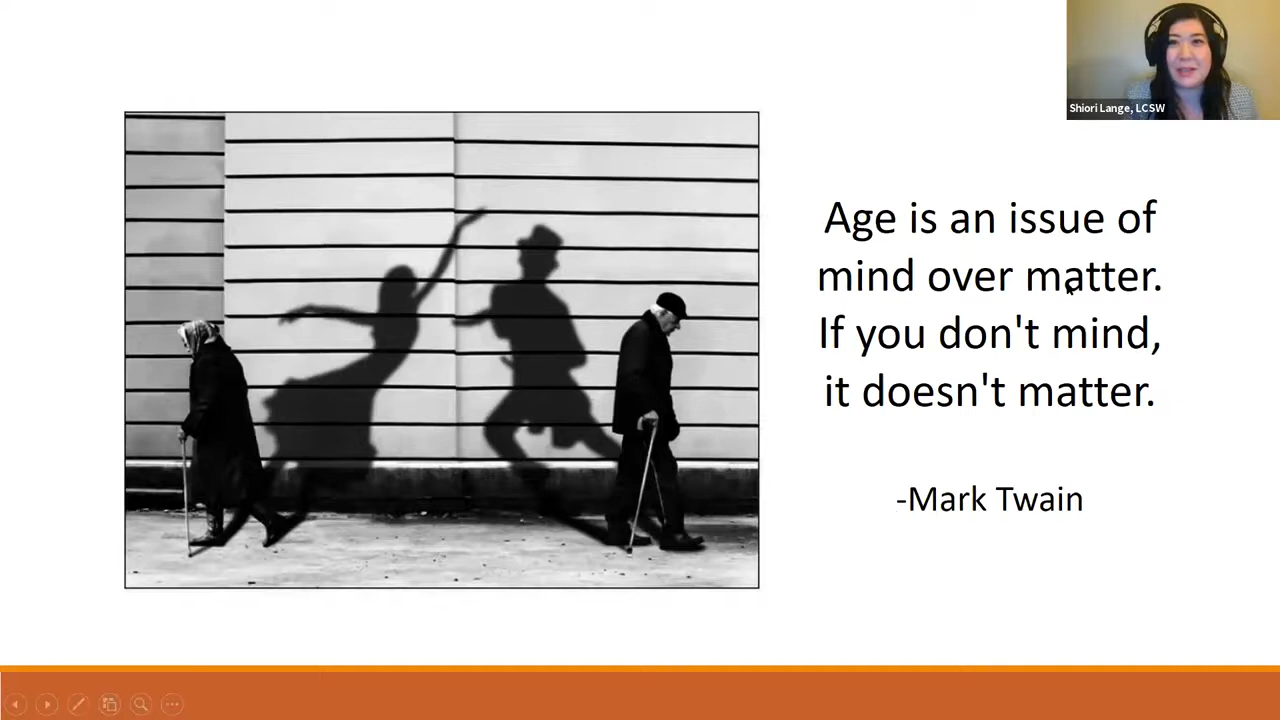 Shiori Lange, LCSW
Age is an issue of
mind over matter.
If you don't mind,
it doesn't matter.
-Mark Twain